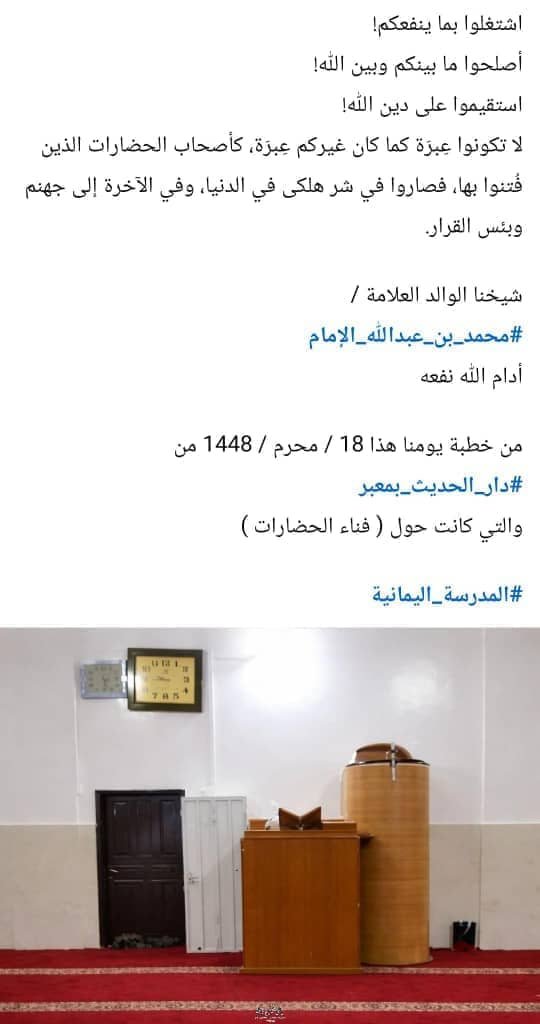 اشتغلوا بما ينفعكم!
أصلحوا ما بينكم وبين الله!
استقيموا على دين الله!
لا تكونوا عِبرَة كما كان غيركم عِبرَة، كأصحاب الحضارات الذين
فُتنوا بها، فصاروا في شر هلكى في الدنيا، وفي الآخرة إلى جهنم
وبئس القرار.
شيخنا الوالد العلامة /
#محمد_بن_عبدالله_الإمام
أدام الله نفعه
من خطبة يومنا هذا 18 / محرم / 1448 من
#دار_الحديث_بمعبر
والتي كانت حول ( فناء الحضارات )
#المدرسة_اليمانية